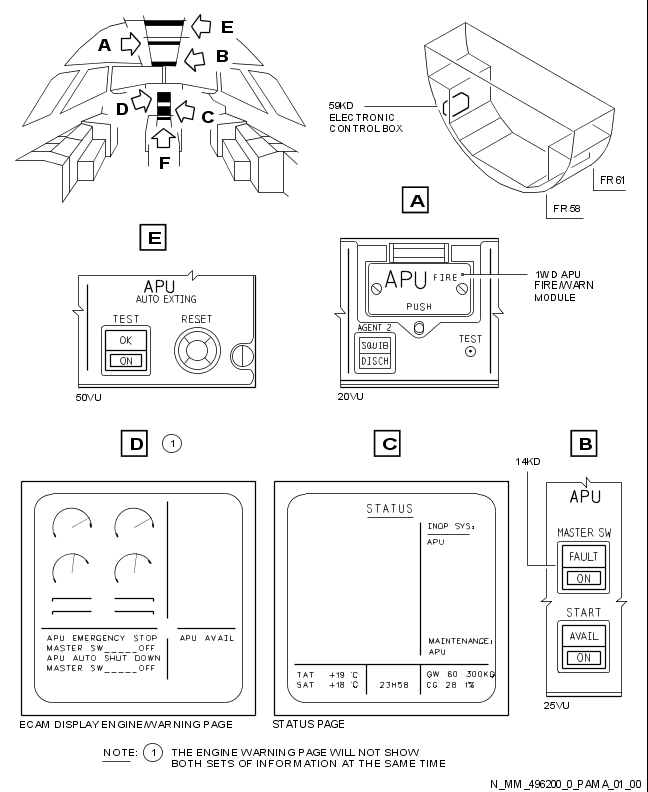 E
A
B
D
C
F
59KD
ELECTRONIC
CONTROL BOX
FR61
FR58
A
E
APU
AUTO EXTING
TEST
RESET
OK
ON
50VU
APU FIRE
PUSH
1WD APU
FIRE/WARN
MODULE
AGENT 2
SQUIB
DISCH
TEST
20VU
D
1
C
B
14KD
APU EMERGENCY STOP
MASTER SW_____OFF
APU AUTO SHUT DOWN
MASTER SW_____OFF
APU AVAIL
ECAM DISPLAY ENGINE/WARNING PAGE
STATUS
INOP SYS:
APU
MAINTENANCE:
APU
TAT +19 °C
SAT +18 °C
23H58
GW 60 300KG
CG 28 1%
STATUS PAGE
APU
MASTER SW
FAULT
ON
START
AVAIL
ON
25VU
NOTE: 1 THE ENGINE WARNING PAGE WILL NOT SHOW
BOTH SETS OF INFORMATION AT THE SAME TIME
N_MM_496200_0_PAMA_01_00